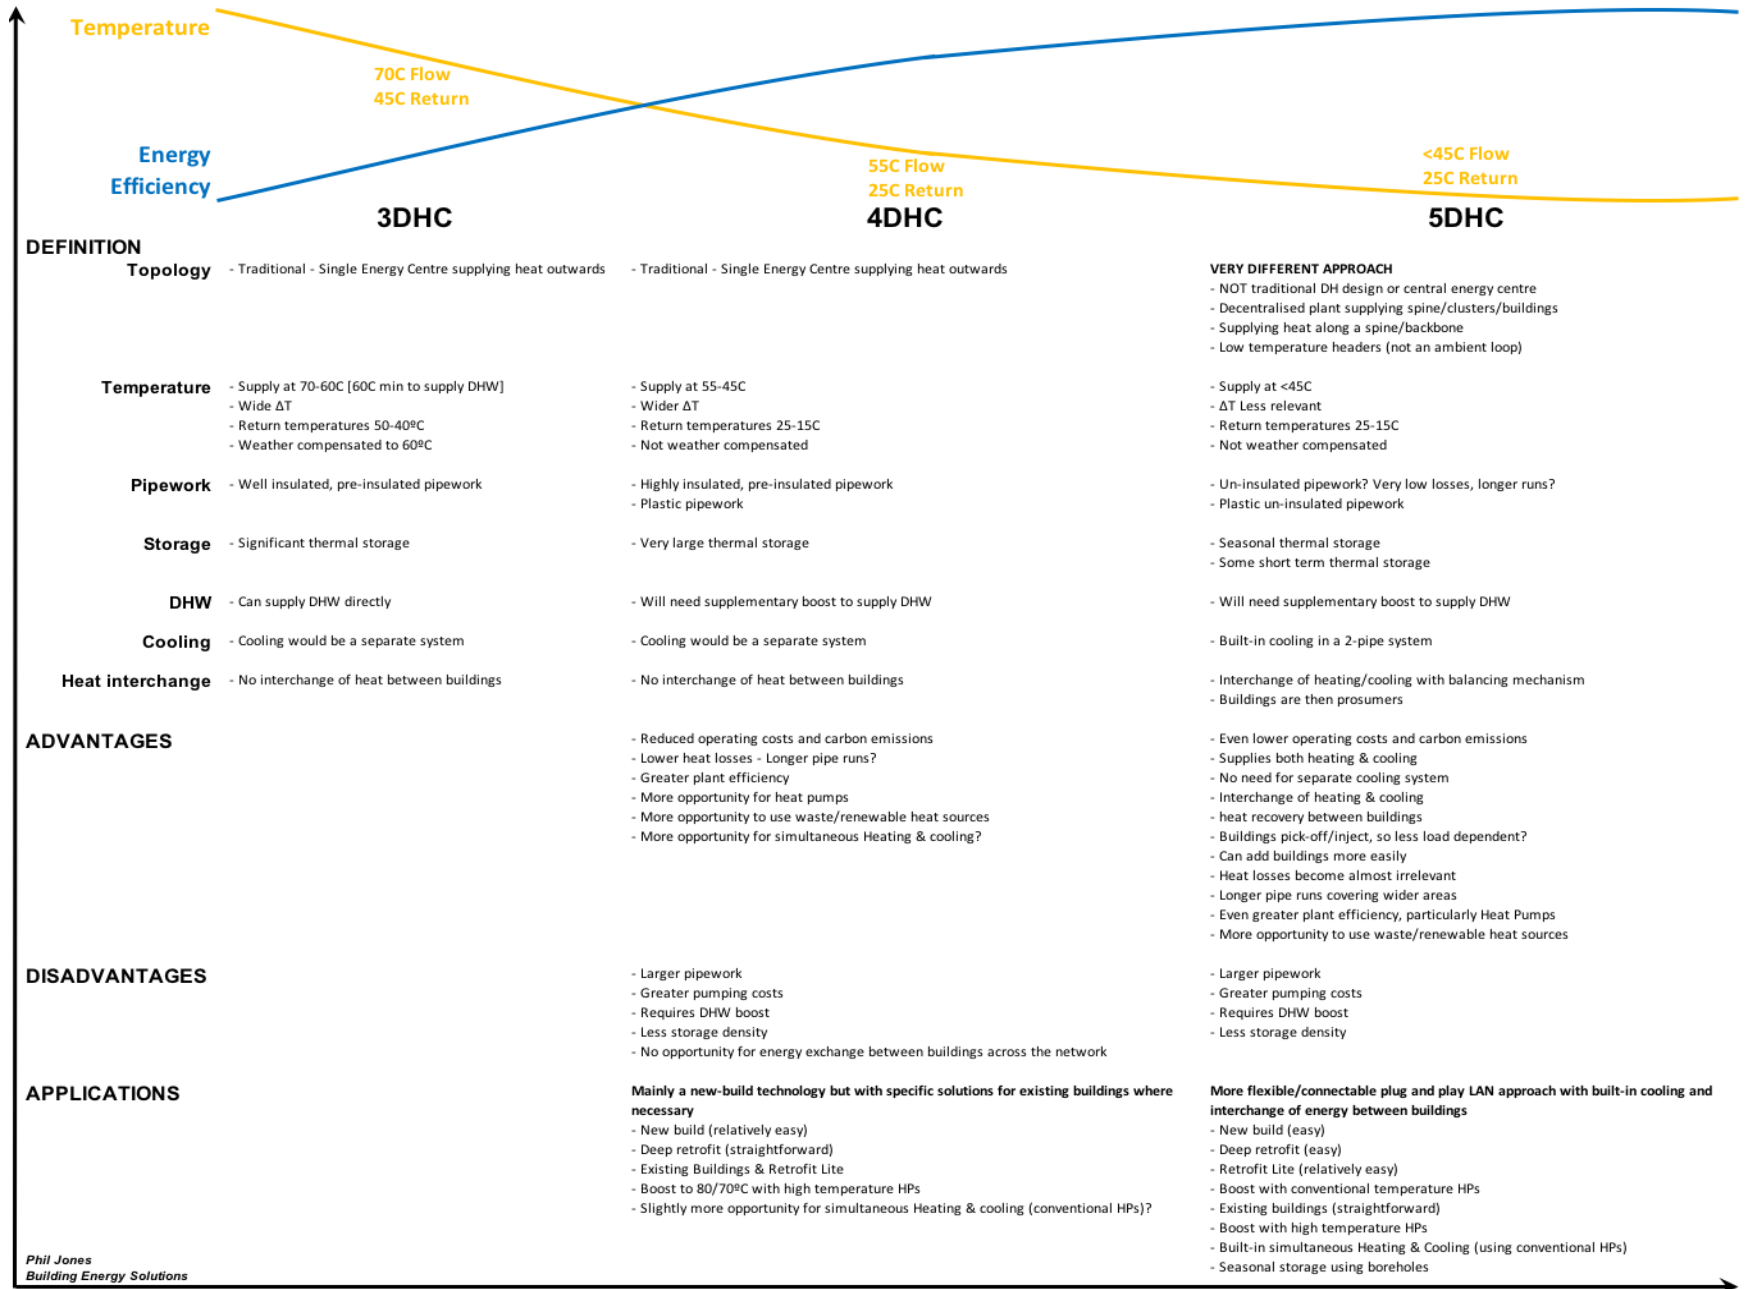 Temperature
70C Flow
45C Return
Energy
Efficiency
55C Flow
25C Return
<45C Flow
25C Return
3DHC
4DHC
5DHC
DEFINITION
Topology
- Traditional - Single Energy Centre supplying heat outwards
- Traditional - Single Energy Centre supplying heat outwards
VERY DIFFERENT APPROACH
- NOT traditional DH design or central energy centre
- Decentralised plant supplying spine/clusters/buildings
- Supplying heat along a spine/backbone
- Low temperature headers (not an ambient loop)
Temperature
- Supply at 70-60C [60C min to supply DHW]
- Wide ΔT
- Return temperatures 50-40ºC
- Weather compensated to 60ºC
- Supply at 55-45C
- Wider ΔT
- Return temperatures 25-15C
- Not weather compensated
- Supply at <45C
- ΔT Less relevant
- Return temperatures 25-15C
- Not weather compensated
Pipework
- Well insulated, pre-insulated pipework
- Highly insulated, pre-insulated pipework
- Plastic pipework
- Un-insulated pipework? Very low losses, longer runs?
- Plastic un-insulated pipework
Storage
- Significant thermal storage
- Very large thermal storage
- Seasonal thermal storage
- Some short term thermal storage
DHW
- Can supply DHW directly
- Will need supplementary boost to supply DHW
- Will need supplementary boost to supply DHW
Cooling
- Cooling would be a separate system
- Cooling would be a separate system
- Built-in cooling in a 2-pipe system
Heat interchange
- No interchange of heat between buildings
- No interchange of heat between buildings
- Interchange of heating/cooling with balancing mechanism
- Buildings are then prosumers
ADVANTAGES
- Reduced operating costs and carbon emissions
- Lower heat losses - Longer pipe runs?
- Greater plant efficiency
- More opportunity for heat pumps
- More opportunity to use waste/renewable heat sources
- More opportunity for simultaneous Heating & cooling?
- Even lower operating costs and carbon emissions
- Supplies both heating & cooling
- No need for separate cooling system
- Interchange of heating & cooling
- heat recovery between buildings
- Buildings pick-off/inject, so less load dependent?
- Can add buildings more easily
- Heat losses become almost irrelevant
- Longer pipe runs covering wider areas
- Even greater plant efficiency, particularly Heat Pumps
- More opportunity to use waste/renewable heat sources
DISADVANTAGES
- Larger pipework
- Greater pumping costs
- Requires DHW boost
- Less storage density
- No opportunity for energy exchange between buildings across the network
- Larger pipework
- Greater pumping costs
- Requires DHW boost
- Less storage density
APPLICATIONS
Mainly a new-build technology but with specific solutions for existing buildings where
necessary
- New build (relatively easy)
- Deep retrofit (straightforward)
- Existing Buildings & Retrofit Lite
- Boost to 80/70ºC with high temperature HPs
- Slightly more opportunity for simultaneous Heating & cooling (conventional HPs)?
More flexible/connectable plug and play LAN approach with built-in cooling and
interchange of energy between buildings
- New build (easy)
- Deep retrofit (easy)
- Retrofit Lite (relatively easy)
- Boost with conventional temperature HPs
- Existing buildings (straightforward)
- Boost with high temperature HPs
- Built-in simultaneous Heating & Cooling (using conventional HPs)
- Seasonal storage using boreholes
Phil Jones
Building Energy Solutions